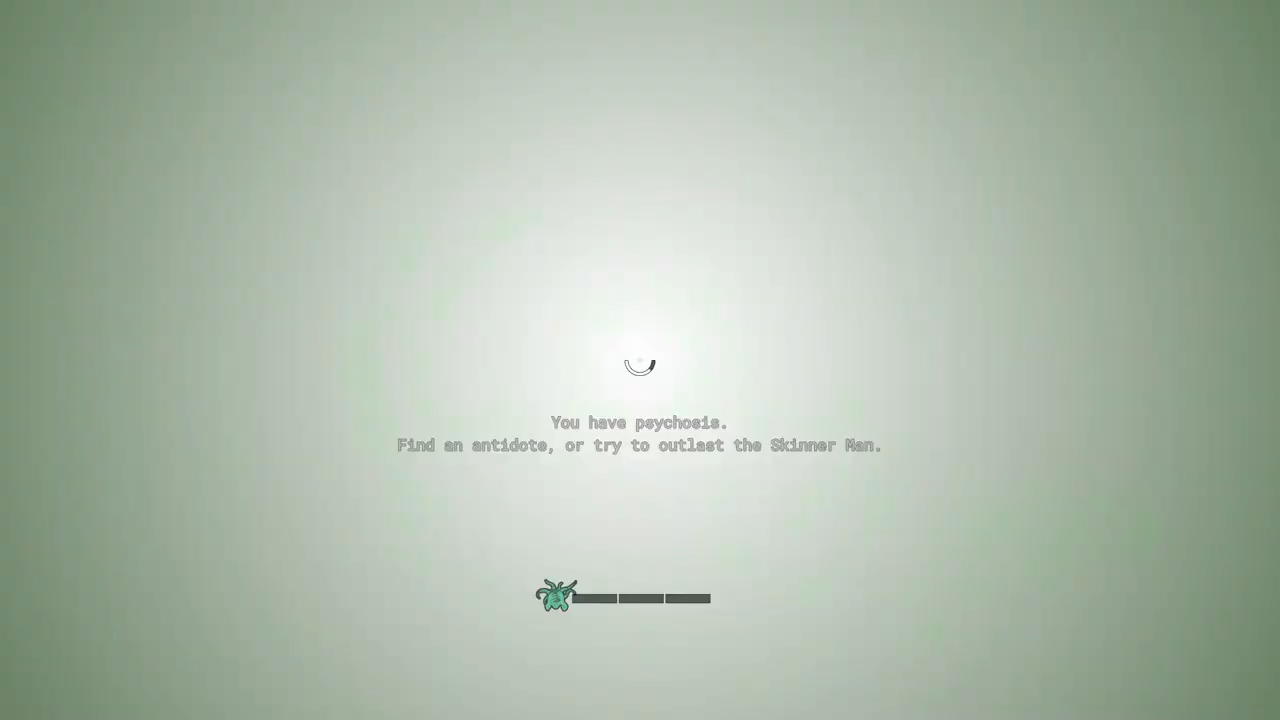 You have psychosis.
Find an antidote, or try to outlast the Skinner Man.